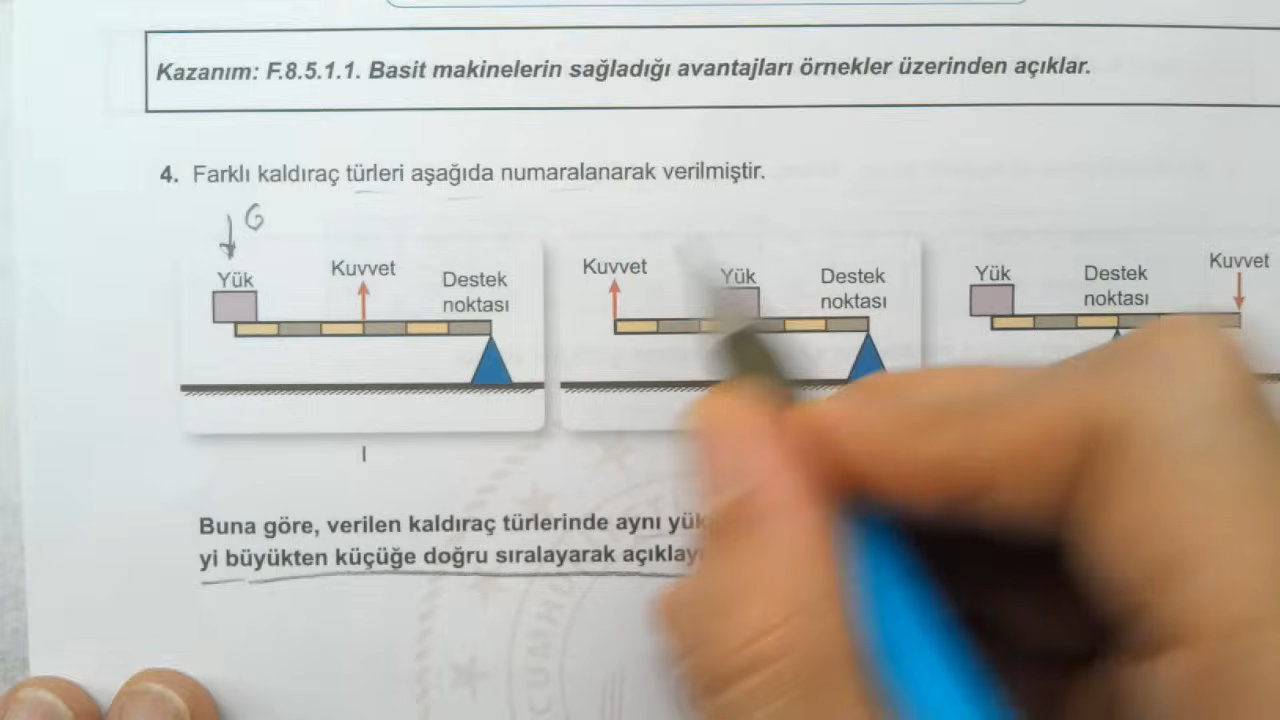 Kazanım: F.8.5.1.1. Basit makinelerin sağladığı avantajları örnekler üzerinden açıklar.
4. Farklı kaldıraç türleri aşağıda numaralanarak verilmiştir.
G
Yük
Kuvvet
Destek
noktası
Kuvvet
Yük
Destek
noktası
Yük
Destek
noktası
Kuvvet
I
Buna göre, verilen kaldıraç türlerinde aynı
yi büyükten küçüğe doğru sıralayarak
CUMHU